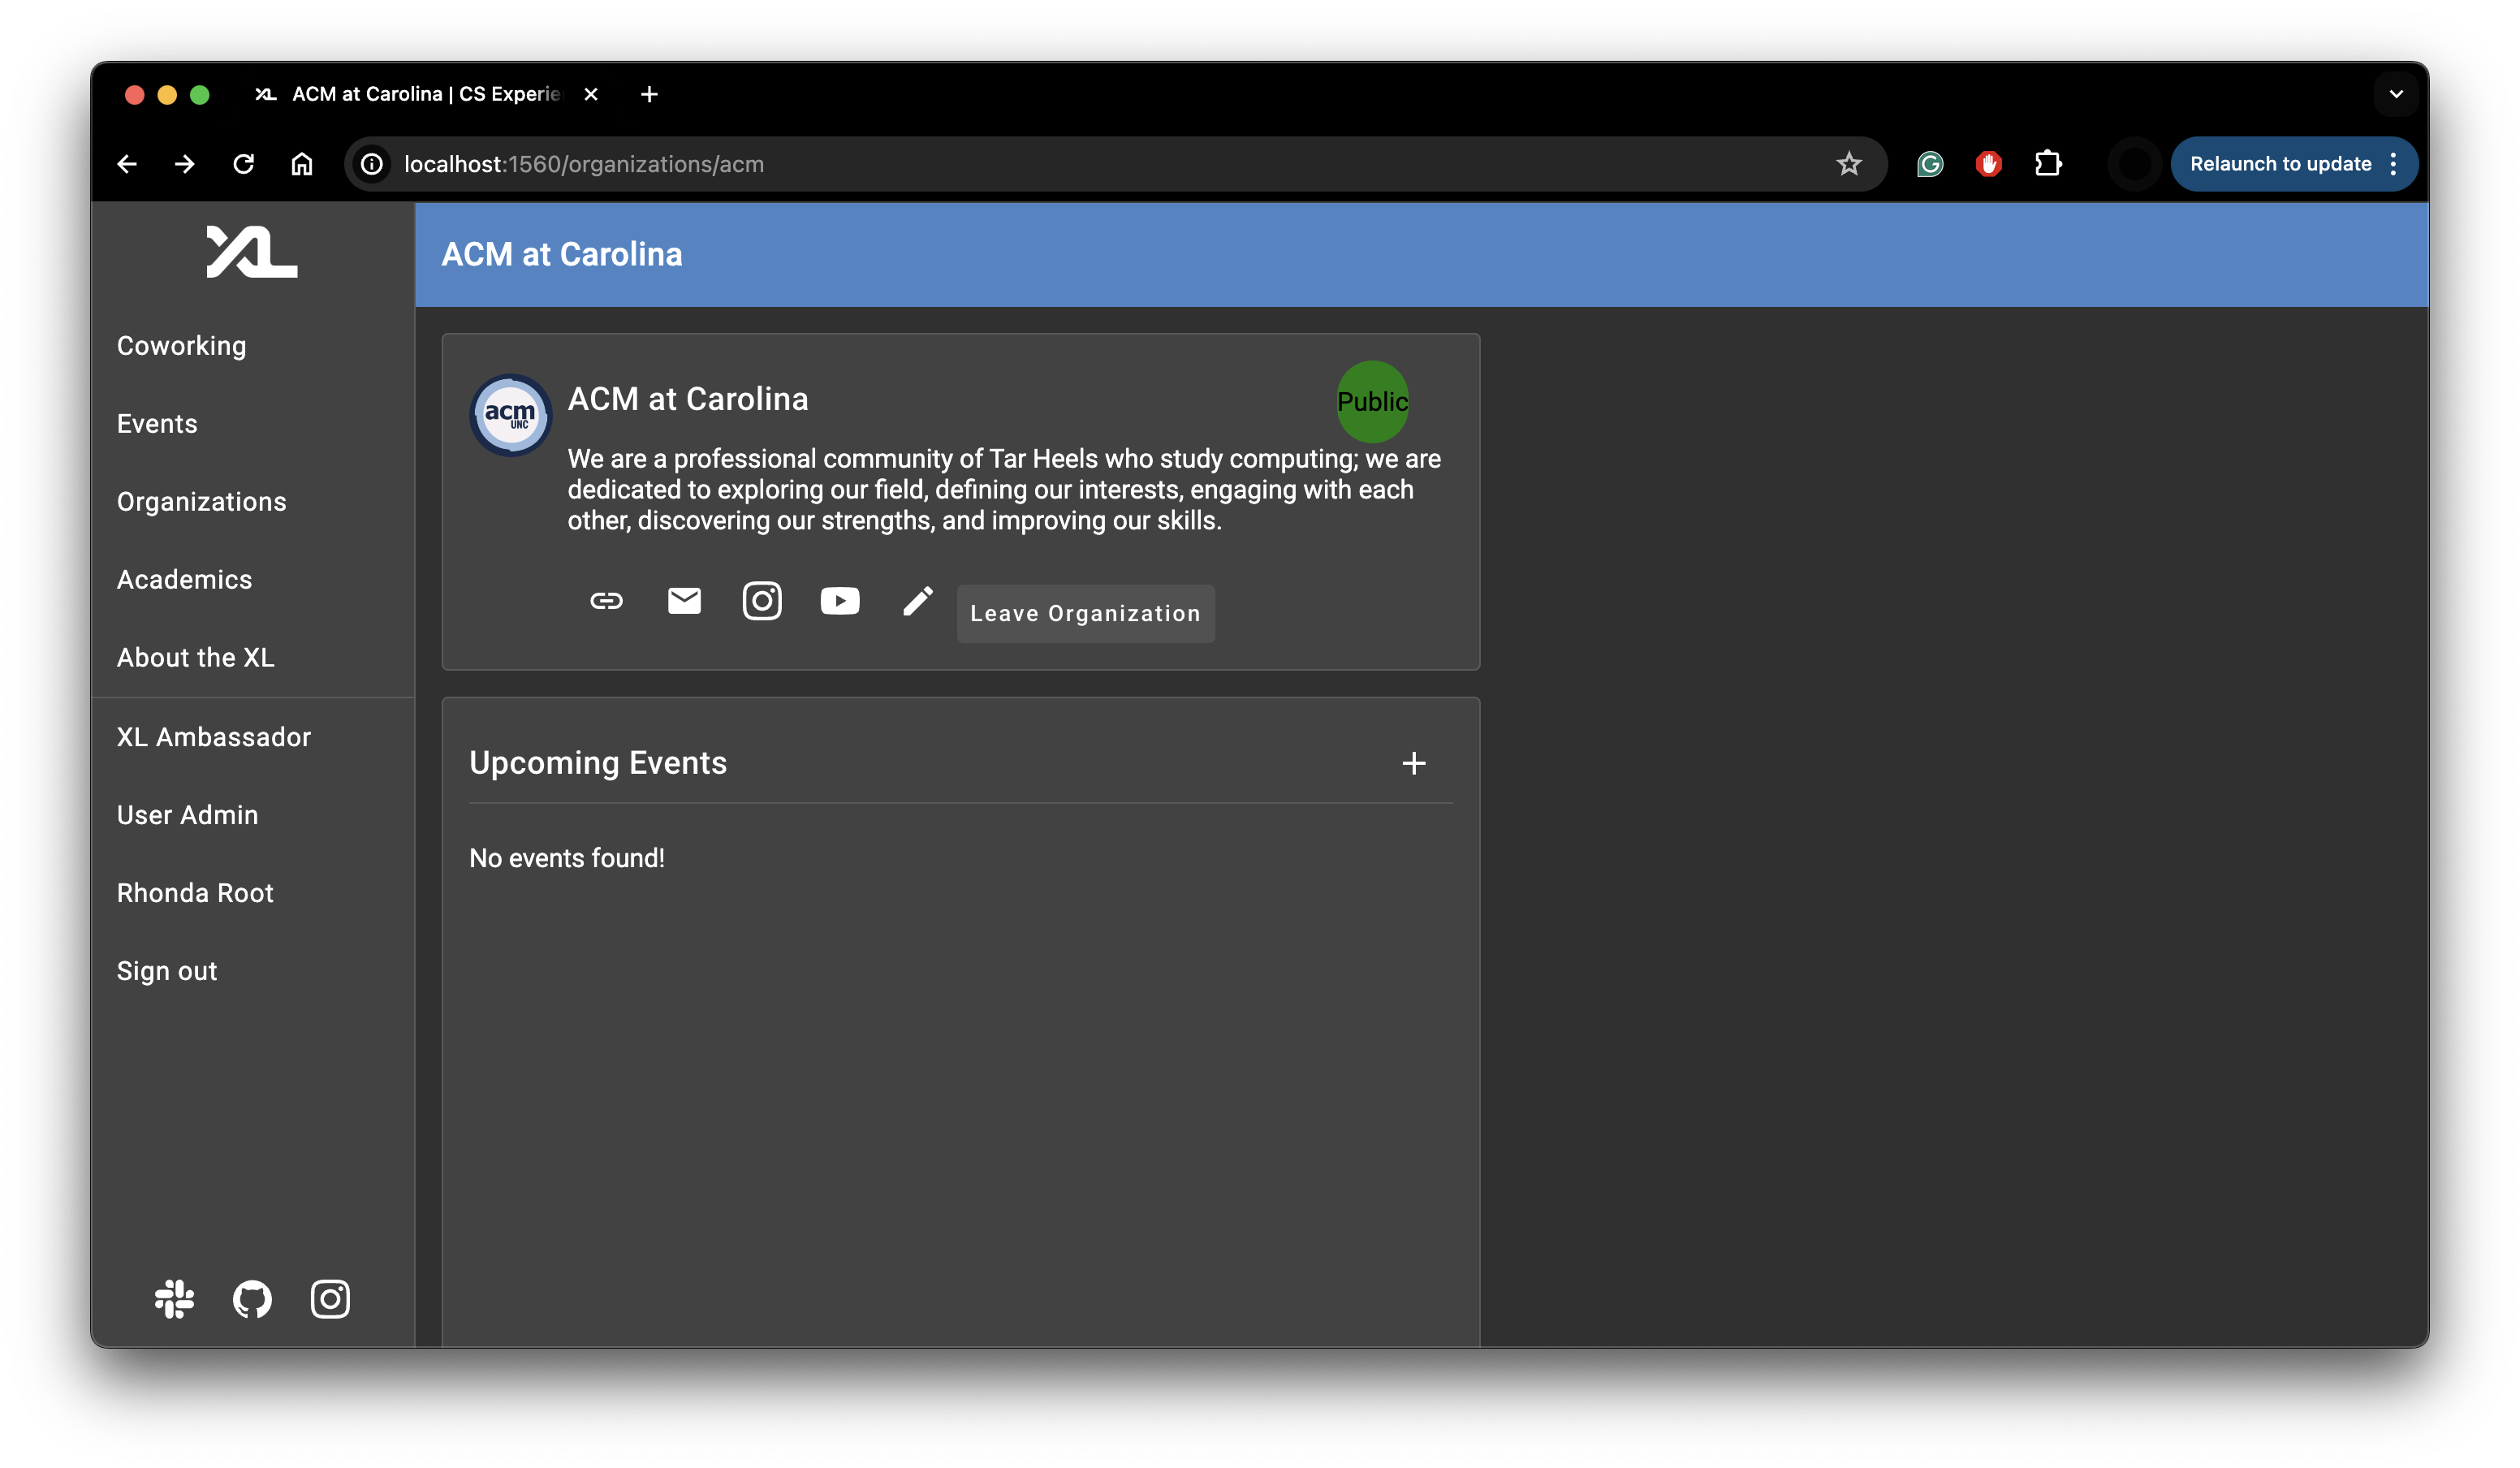 ACM at Carolina | CS Experie
localhost:1560/organizations/acm
Relaunch to update
XL
ACM at Carolina
Coworking
Events
Organizations
Academics
About the XL
XL Ambassador
User Admin
Rhonda Root
Sign out
acm
UNC
ACM at Carolina
Public
We are a professional community of Tar Heels who study computing; we are
dedicated to exploring our field, defining our interests, engaging with each
other, discovering our strengths, and improving our skills.
Leave Organization
Upcoming Events
No events found!